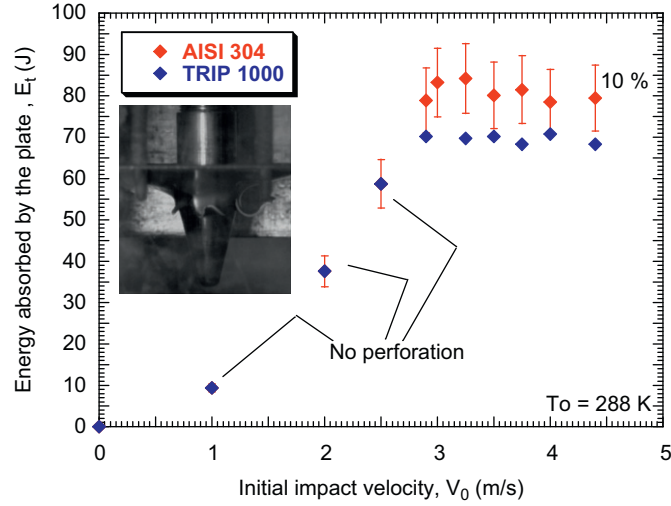 100
90
80
70
60
50
40
30
20
10
0
Energy absorbed by the plate , E_t (J)
AISI 304
TRIP 1000
10 %
No perforation
To = 288 K
0 1 2 3 4 5
Initial impact velocity, V_0 (m/s)